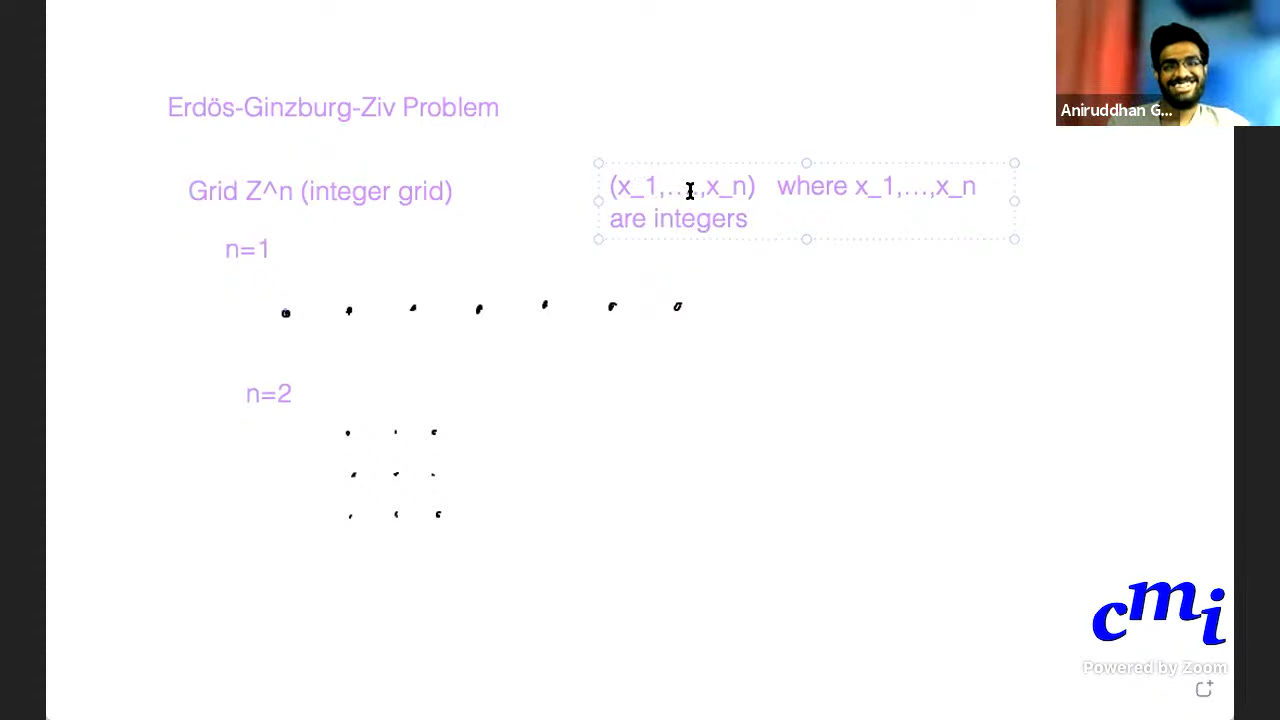 Erdös-Ginzburg-Ziv Problem
Aniruddhan G...
Grid Z^n (integer grid)
(x_1,...,x_n) where x_1,...,x_n
are integers
n=1
n=2
cmi
Powered by Zoom